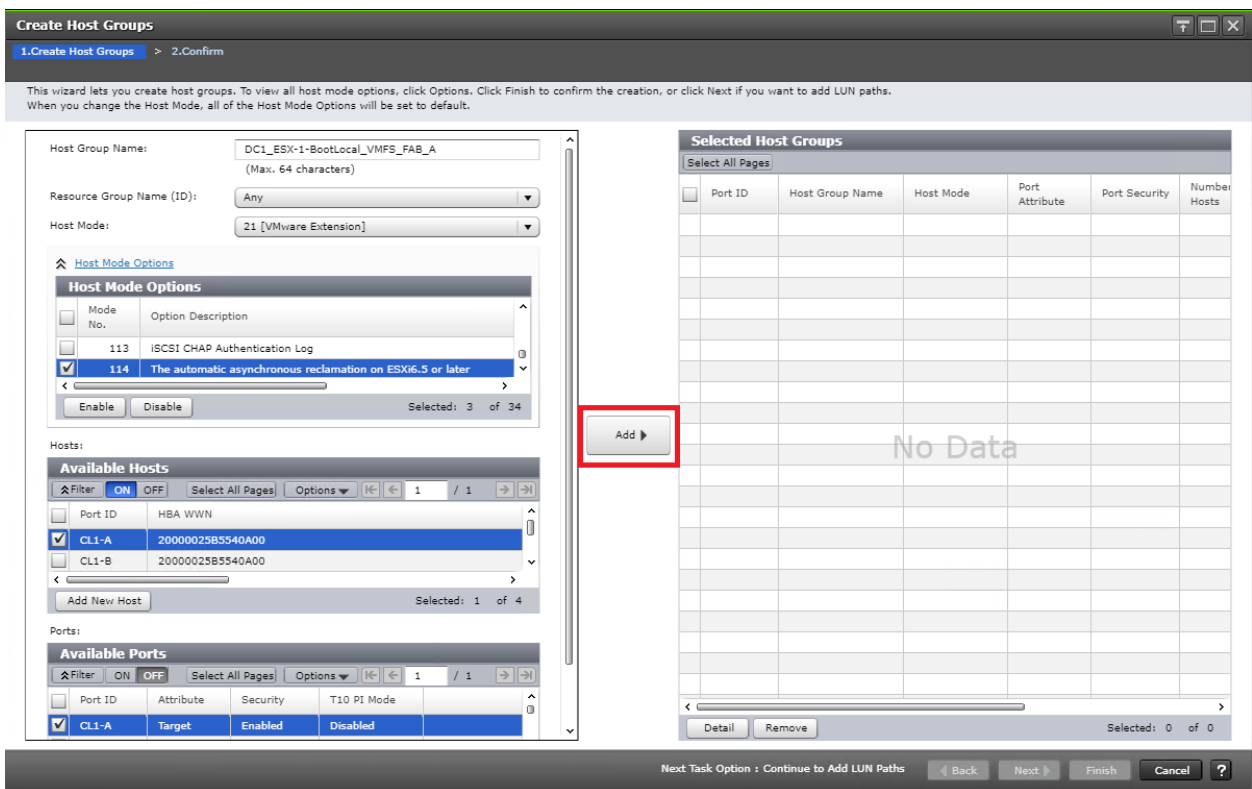 Create Host Groups
1.Create Host Groups > 2.Confirm
This wizard lets you create host groups. To view all host mode options, click Options. Click Finish to confirm the creation, or click Next if you want to add LUN paths.
When you change the Host Mode, all of the Host Mode Options will be set to default.
Host Group Name: DC1_ESX-1-BootLocal_VMFS_FAB_A
(Max. 64 characters)
Resource Group Name (ID): Any
Host Mode: 21 [VMware Extension]
Host Mode Options
Host Mode Options
Mode No. Option Description
113 iSCSI CHAP Authentication Log
114 The automatic asynchronous reclamation on ESXi6.5 or later
Enable Disable Selected: 3 of 34
Hosts:
Available Hosts
Filter ON OFF Select All Pages Options 1 / 1
Port ID HBA WWN
CL1-A 20000025B5540A00
CL1-B 20000025B5540A00
Add New Host Selected: 1 of 4
Ports:
Available Ports
Filter ON OFF Select All Pages Options 1 / 1
Port ID Attribute Security T10 PI Mode
CL1-A Target Enabled Disabled
Add
Selected Host Groups
Select All Pages
Port ID Host Group Name Host Mode Port Attribute Port Security Number Hosts
No Data
Detail Remove Selected: 0 of 0
Next Task Option : Continue to Add LUN Paths Back Next Finish Cancel ?